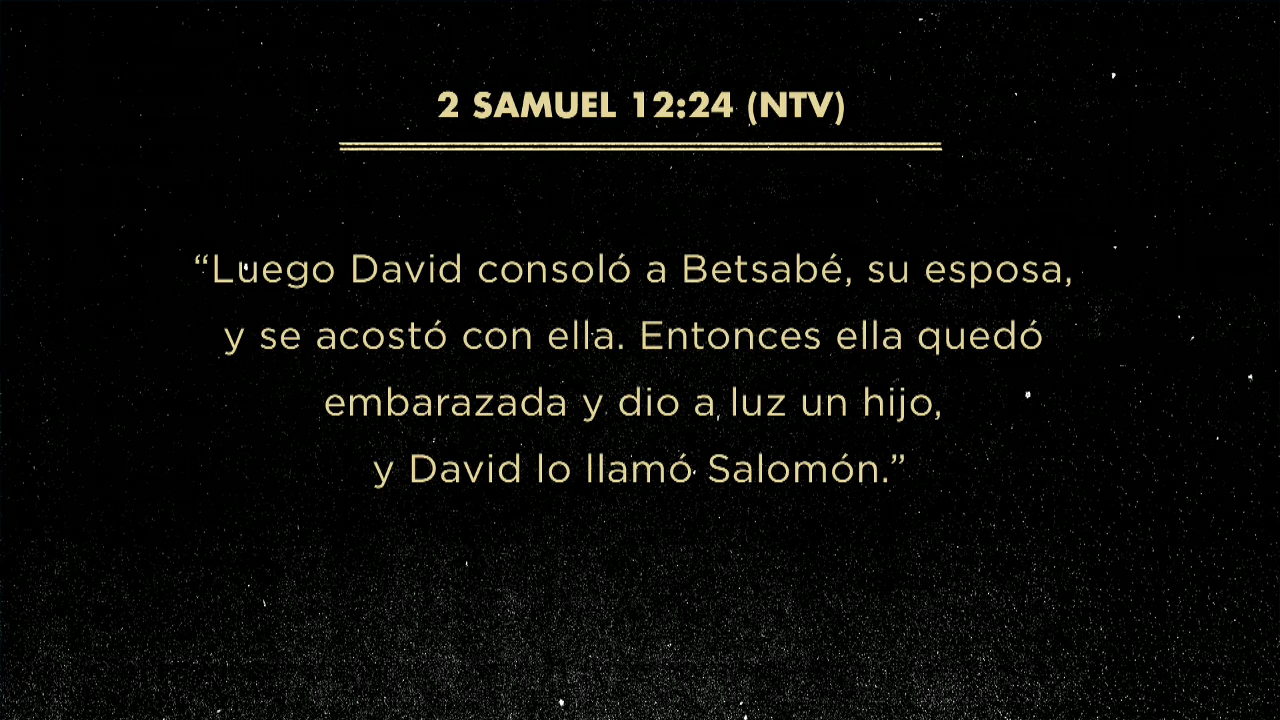 2 SAMUEL 12:24 (NTV)
“Luego David consoló a Betsabé, su esposa,
y se acostó con ella. Entonces ella quedó
embarazada y dio a luz un hijo,
y David lo llamó Salomón.”